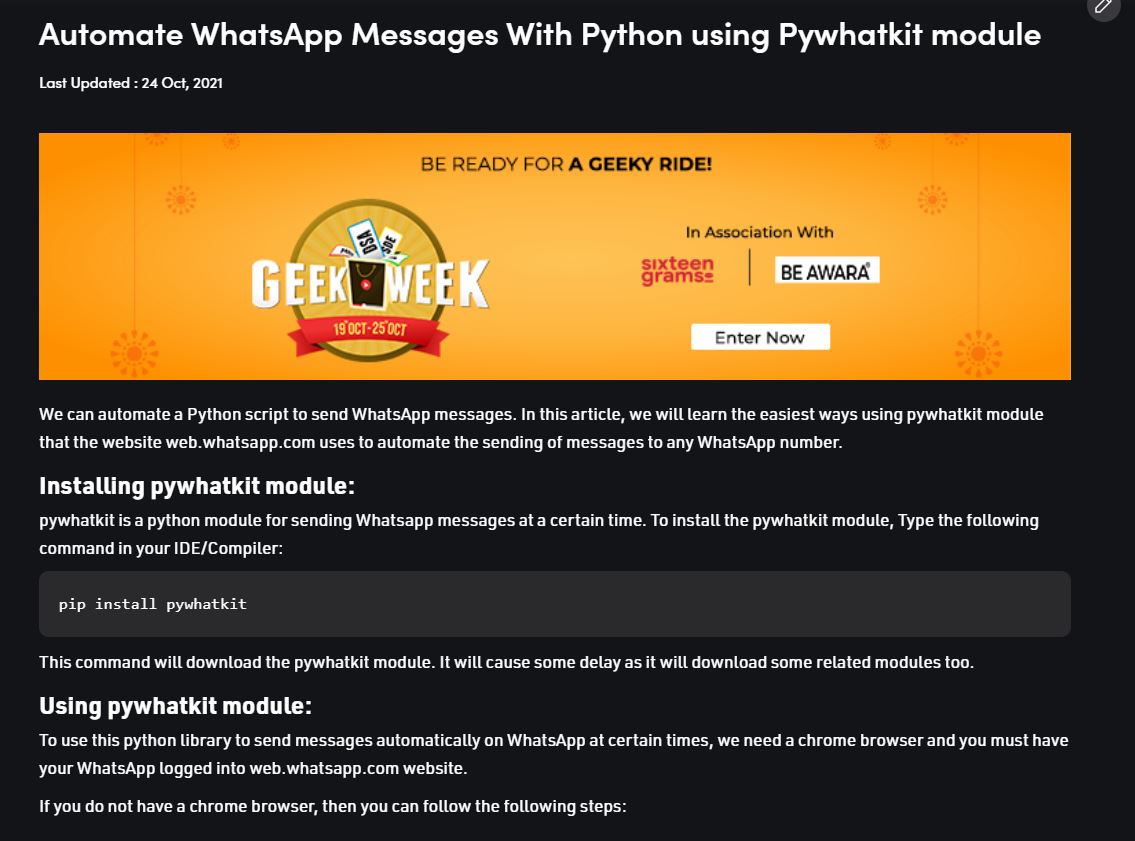 Automate WhatsApp Messages With Python using Pywhatkit module
Last Updated : 24 Oct, 2021
BE READY FOR A GEEKY RIDE!
DSA
SDE
GEEK WEEK
19 OCT-25 OCT
In Association With
sixteen
grams
BE AWARA
Enter Now
We can automate a Python script to send WhatsApp messages. In this article, we will learn the easiest ways using pywhatkit module
that the website web.whatsapp.com uses to automate the sending of messages to any WhatsApp number.
Installing pywhatkit module:
pywhatkit is a python module for sending Whatsapp messages at a certain time. To install the pywhatkit module, Type the following
command in your IDE/Compiler:
pip install pywhatkit
This command will download the pywhatkit module. It will cause some delay as it will download some related modules too.
Using pywhatkit module:
To use this python library to send messages automatically on WhatsApp at certain times, we need a chrome browser and you must have
your WhatsApp logged into web.whatsapp.com website.
If you do not have a chrome browser, then you can follow the following steps: